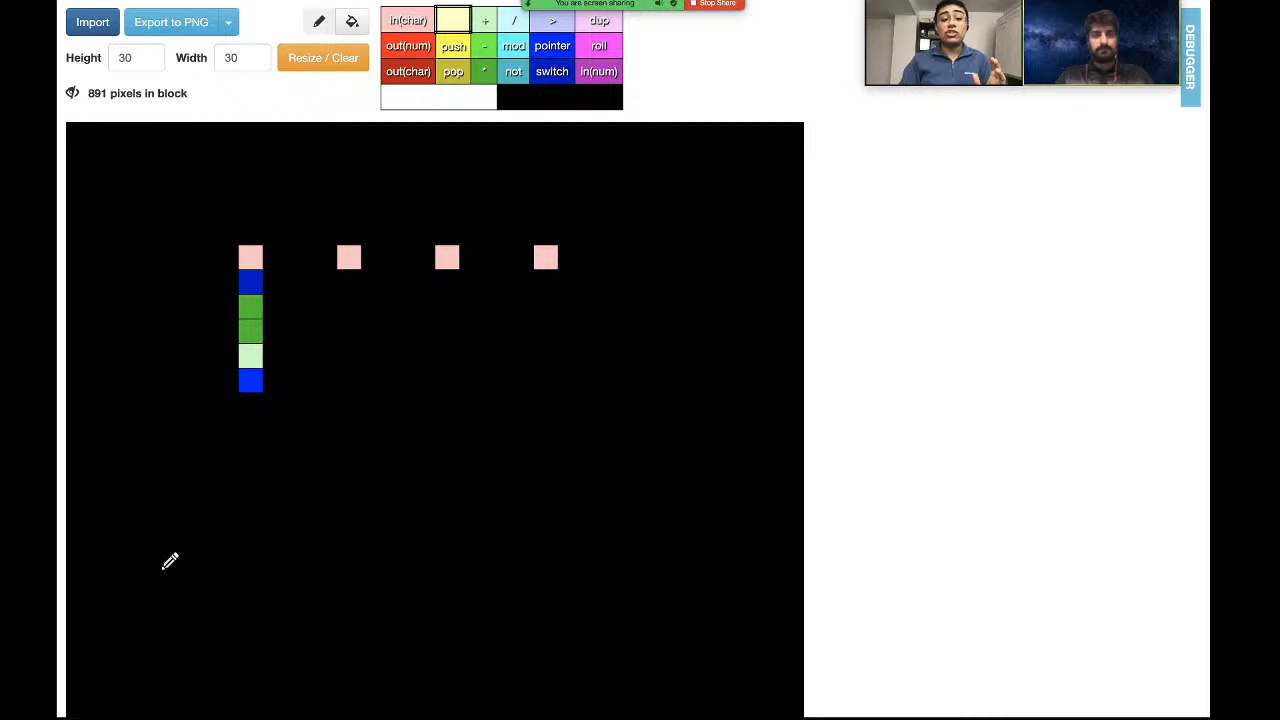 You are screen sharing
Stop Share
Import
Export to PNG
in(char) + / > dup
out(num) push - mod pointer roll
out(char) pop * not switch in(num)
Height 30 Width 30 Resize / Clear
891 pixels in block
DEBUGGER